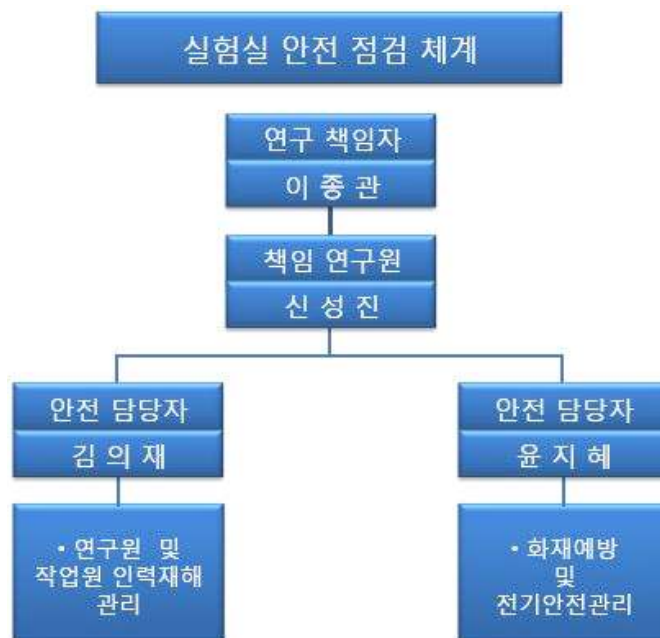 실험실 안전 점검 체계
연구 책임자
이 종 관
책임 연구원
신 성 진
안전 담당자
김 의 재
• 연구원 및
작업원 인력재해
관리
안전 담당자
윤 지 혜
• 화재예방
및
전기안전관리